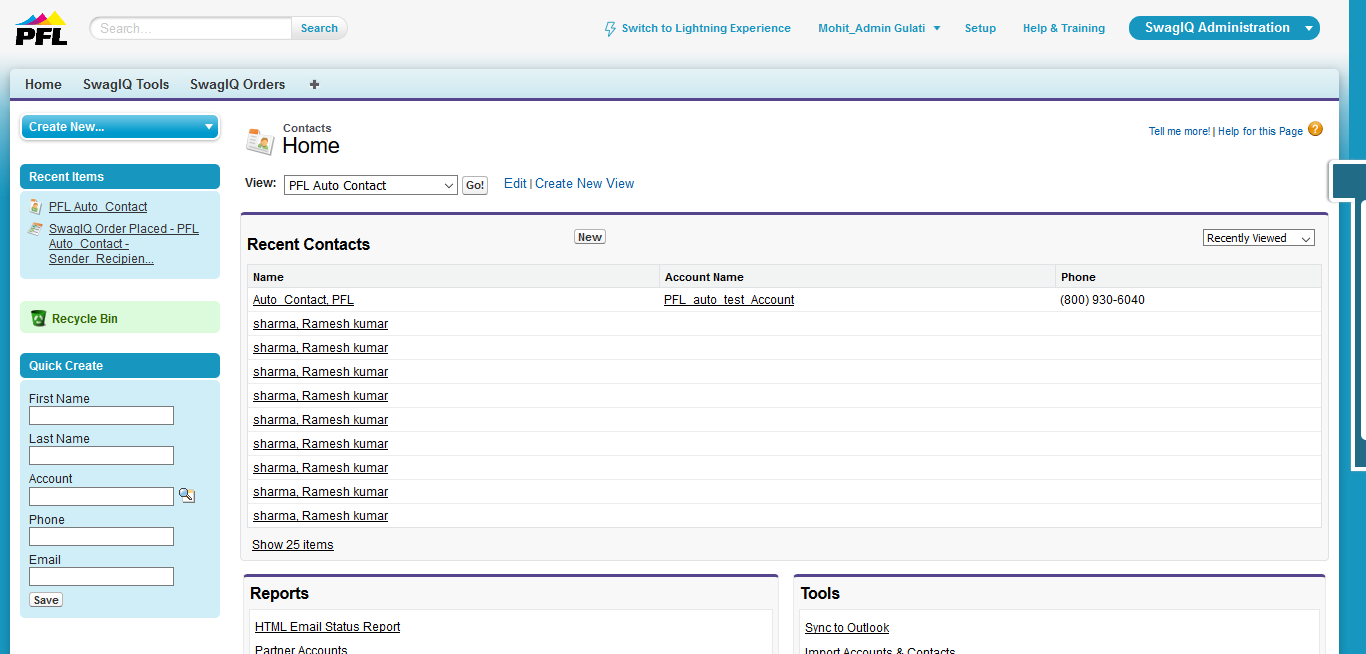 PFL
Search...
Search
Switch to Lightning Experience
Mohit_Admin Gulati
Setup
Help & Training
SwagIQ Administration
Home
SwagIQ Tools
SwagIQ Orders
+
Create New...
Recent Items
PFL Auto_Contact
SwagIQ Order Placed - PFL
Auto_Contact -
Sender_Recipien...
Recycle Bin
Quick Create
First Name
Last Name
Account
Phone
Email
Save
Contacts
Home
Tell me more! | Help for this Page ?
View: PFL Auto Contact Go! Edit | Create New View
Recent Contacts
New
Recently Viewed
Name Account Name Phone
Auto_Contact, PFL PFL_auto_test_Account (800) 930-6040
sharma, Ramesh kumar
sharma, Ramesh kumar
sharma, Ramesh kumar
sharma, Ramesh kumar
sharma, Ramesh kumar
sharma, Ramesh kumar
sharma, Ramesh kumar
sharma, Ramesh kumar
sharma, Ramesh kumar
Show 25 items
Reports
HTML Email Status Report
Partner Accounts
Tools
Sync to Outlook
Import Accounts & Contacts